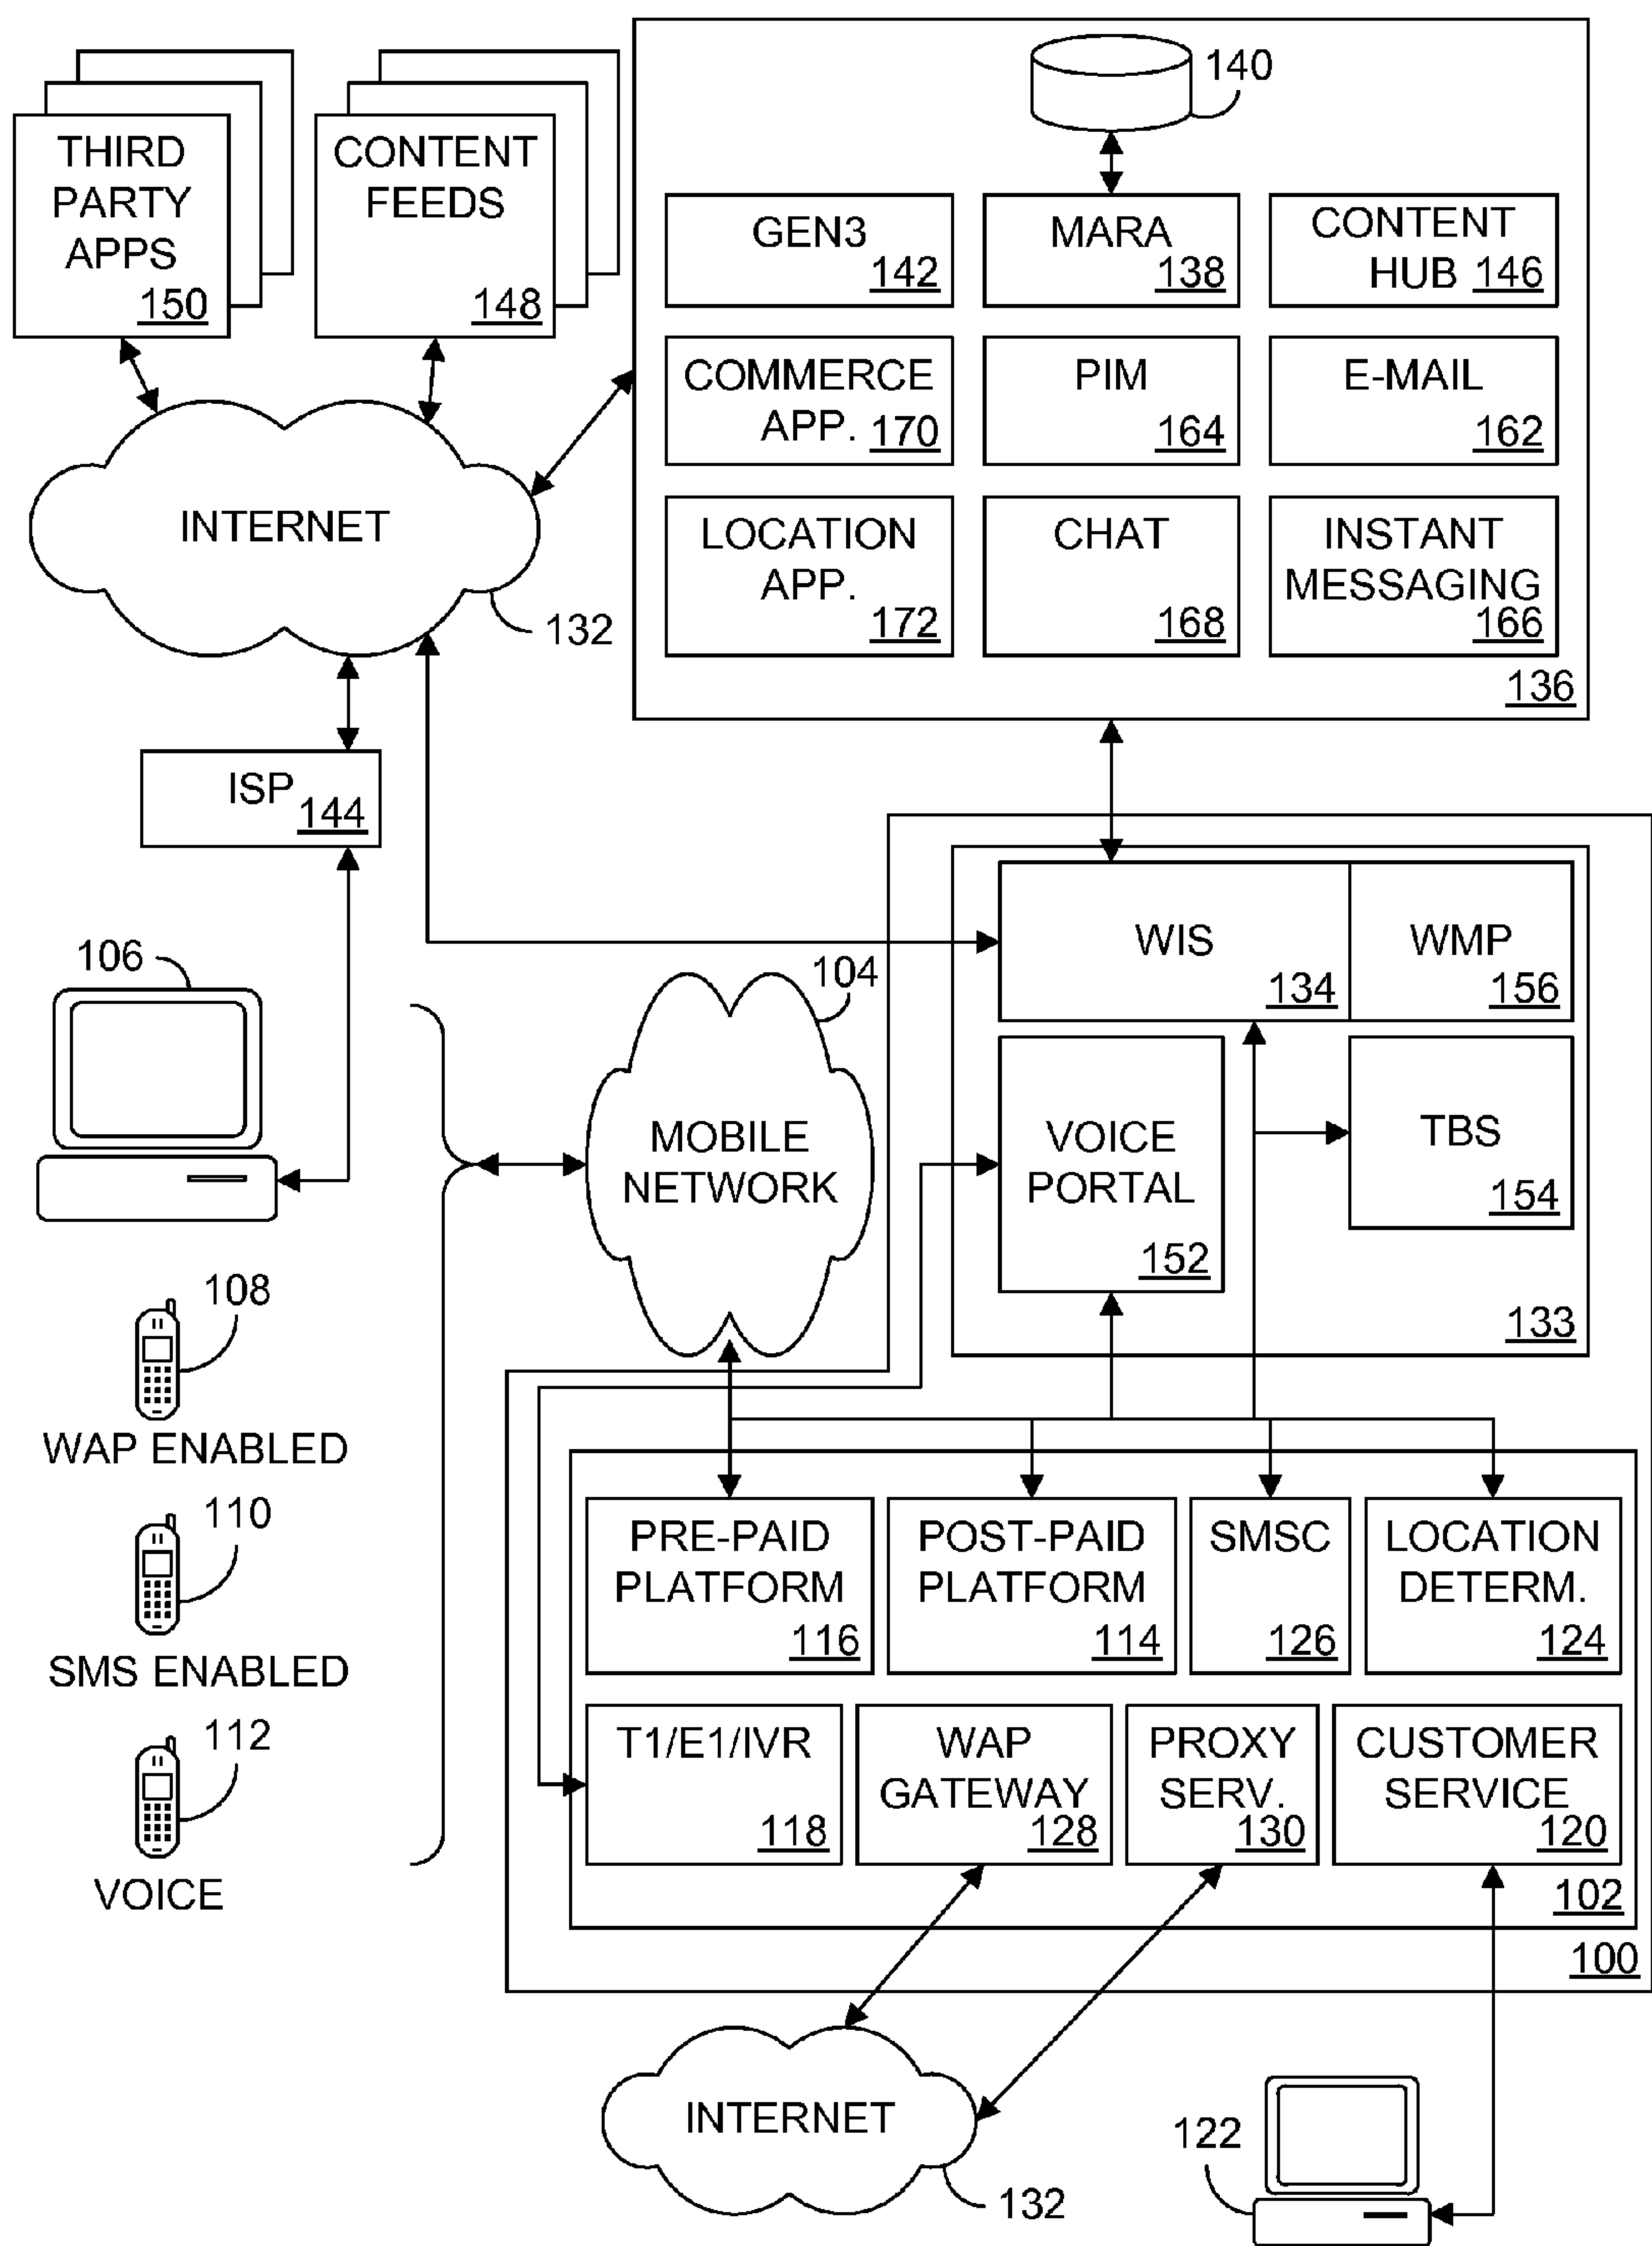 THIRD
PARTY
APPS
150
CONTENT
FEEDS
148
140
GEN3
142
MARA
138
CONTENT
HUB 146
COMMERCE
APP. 170
PIM
164
E-MAIL
162
LOCATION
APP.
172
CHAT
168
INSTANT
MESSAGING
166
136
INTERNET
132
ISP
144
106
104
MOBILE
NETWORK
WIS
134
WMP
156
VOICE
PORTAL
152
TBS
154
133
108
WAP ENABLED
110
SMS ENABLED
112
VOICE
PRE-PAID
PLATFORM
116
POST-PAID
PLATFORM
114
SMSC
126
LOCATION
DETERM.
124
T1/E1/IVR
118
WAP
GATEWAY
128
PROXY
SERV.
130
CUSTOMER
SERVICE
120
102
100
INTERNET
132
122